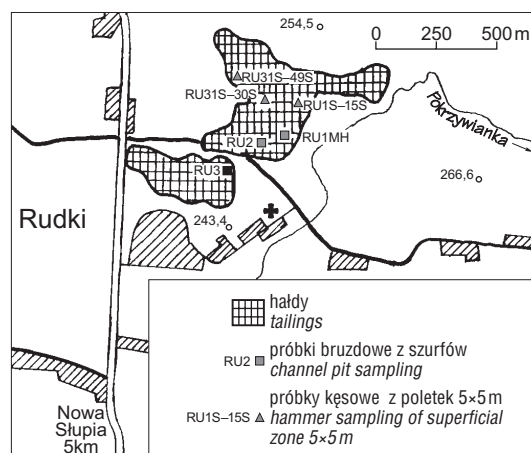 254,5
0 250 500 m
RU31S–49S
RU31S–30S
RU1S–15S
Pokrzywianka
RU2
RU1MH
RU3
266,6
Rudki
243,4
hałdy
tailings
RU2
próbki bruzdowe z szurfów
channel pit sampling
próbky kęsowe z poletek 5×5 m
RU1S–15S
hammer sampling of superficial
zone 5×5 m
Nowa
Słupia
5km